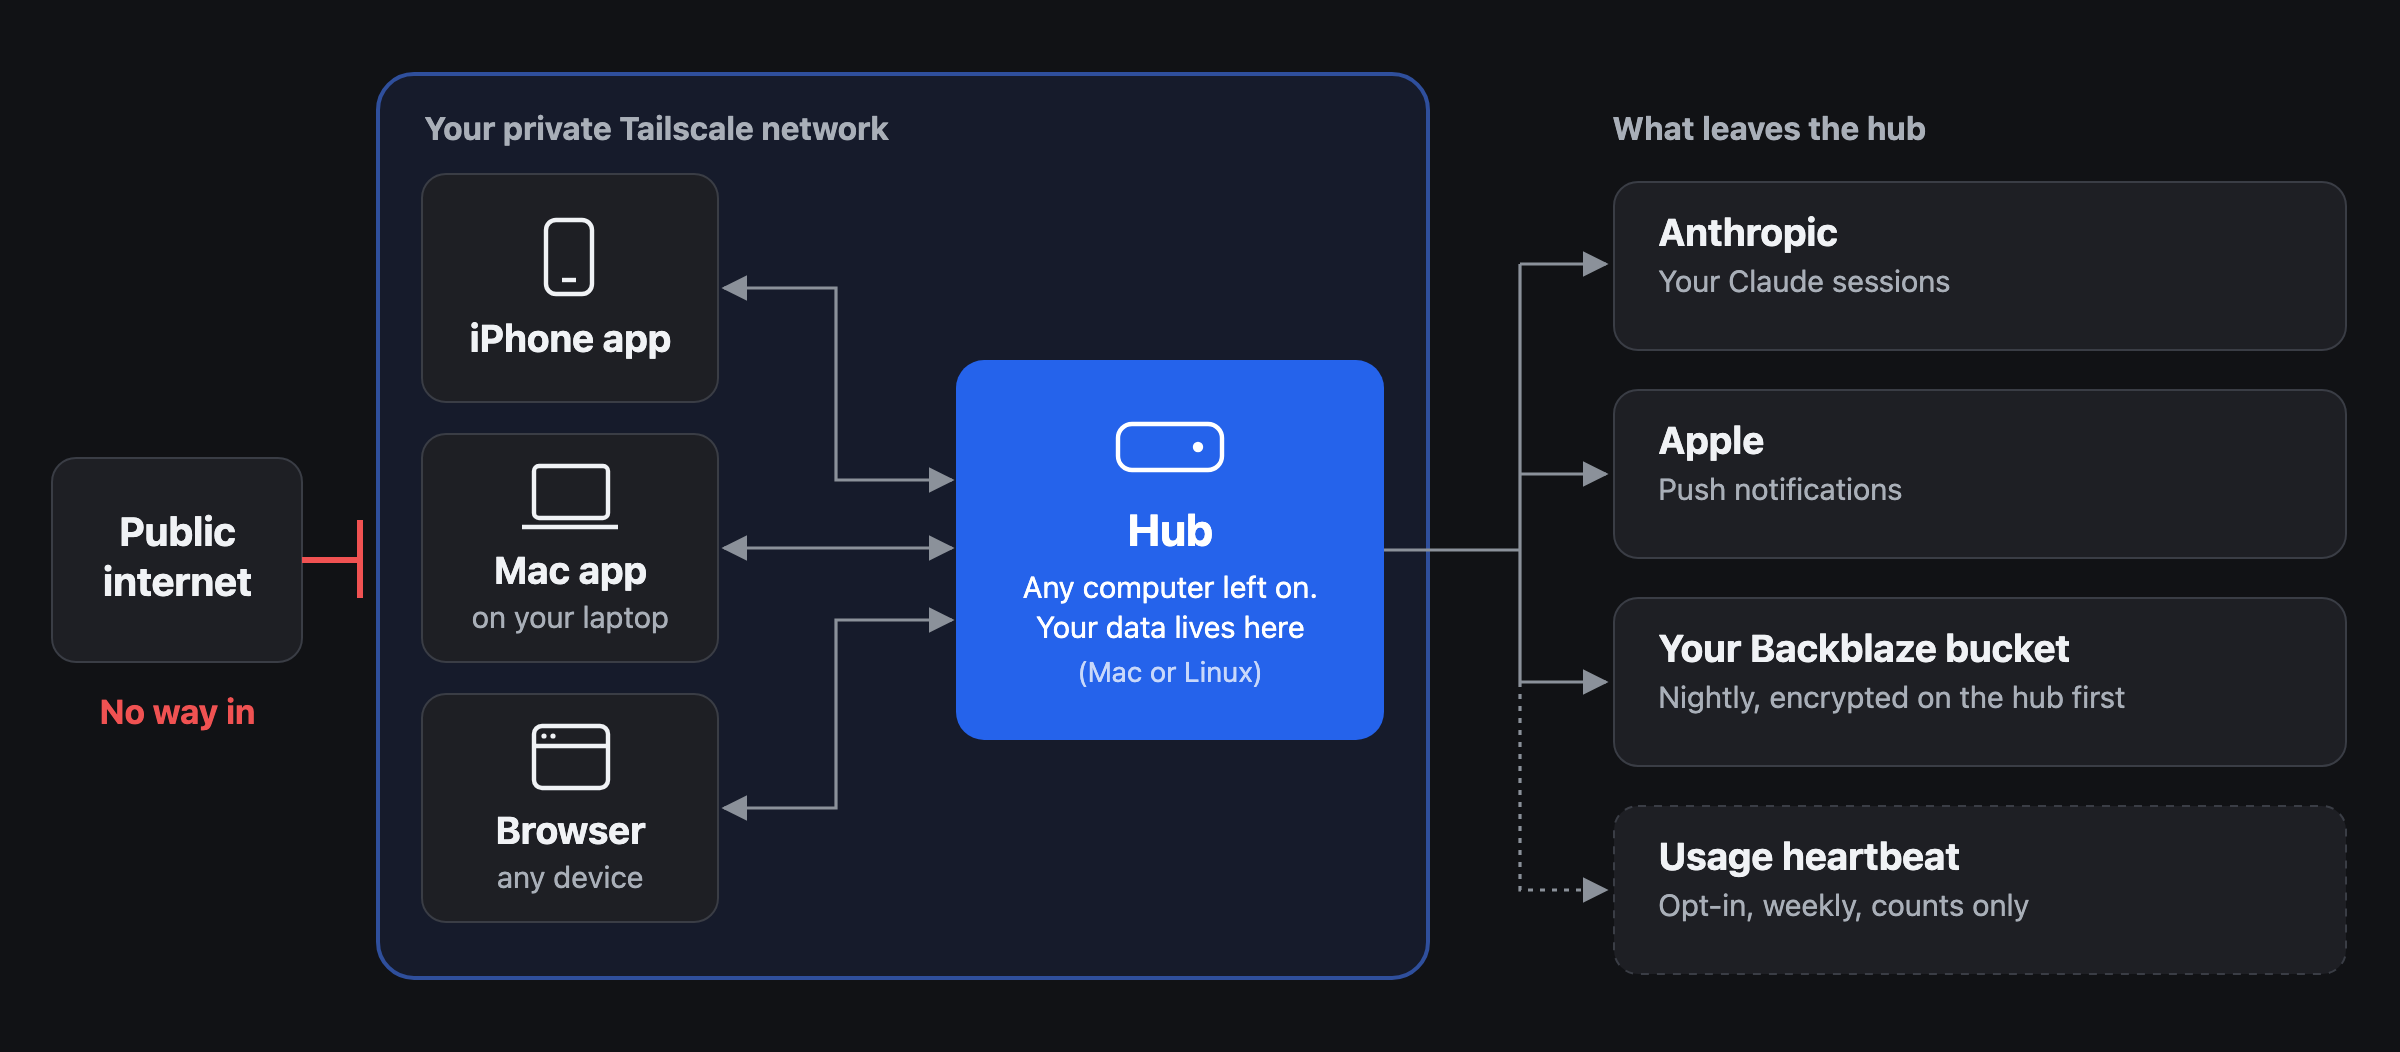 Your private Tailscale network
What leaves the hub
Public
internet
No way in
iPhone app
Mac app
on your laptop
Browser
any device
Hub
Any computer left on.
Your data lives here
(Mac or Linux)
Anthropic
Your Claude sessions
Apple
Push notifications
Your Backblaze bucket
Nightly, encrypted on the hub first
Usage heartbeat
Opt-in, weekly, counts only